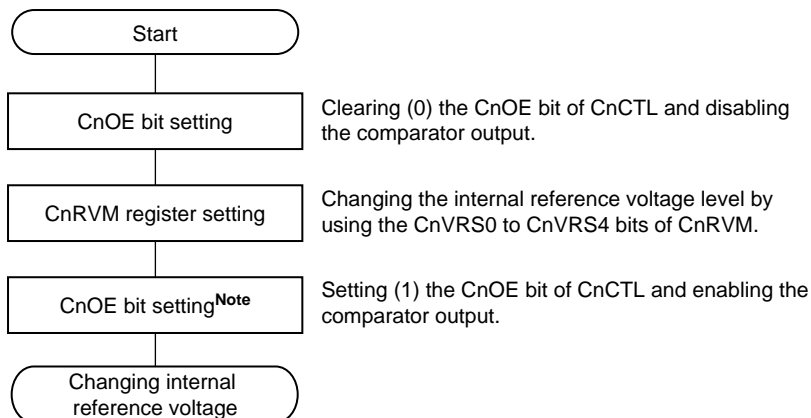 Start
CnOE bit setting
Clearing (0) the CnOE bit of CnCTL and disabling
the comparator output.
CnRVM register setting
Changing the internal reference voltage level by
using the CnVRS0 to CnVRS4 bits of CnRVM.
CnOE bit settingNote
Setting (1) the CnOE bit of CnCTL and enabling the
comparator output.
Changing internal
reference voltage